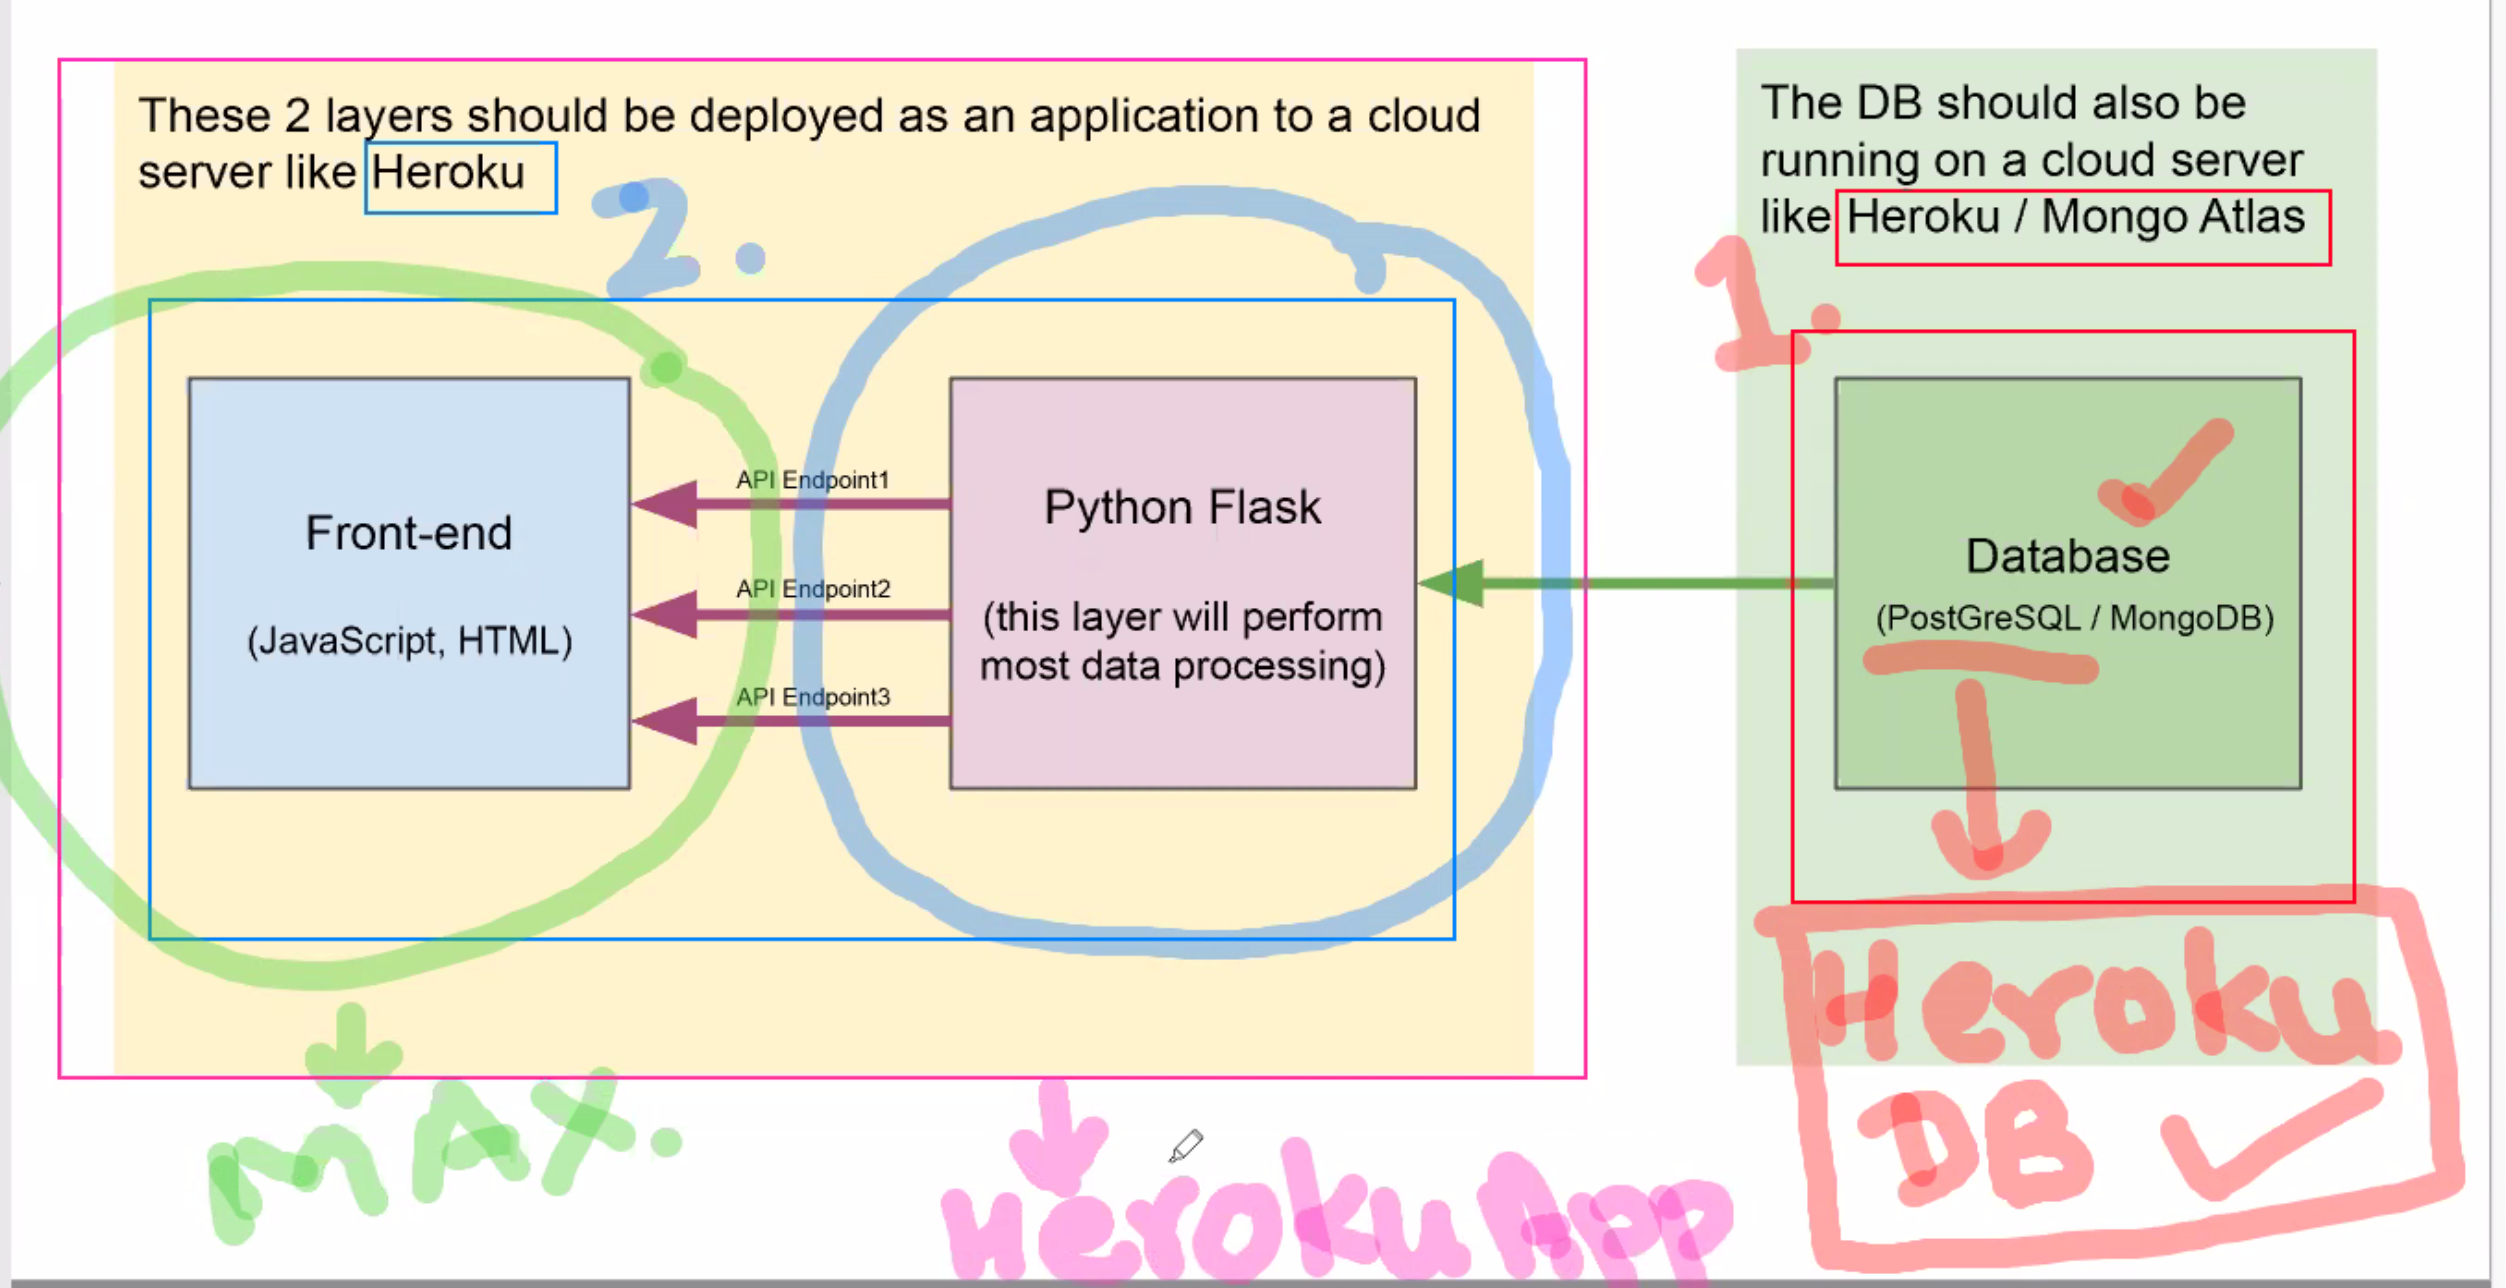 These 2 layers should be deployed as an application to a cloud
server like Heroku
2.
Front-end
(JavaScript, HTML)
API Endpoint1
API Endpoint2
API Endpoint3
Python Flask
(this layer will perform
most data processing)
The DB should also be
running on a cloud server
like Heroku / Mongo Atlas
1.
Database
(PostGreSQL / MongoDB)
MAX.
Heroku App
Heroku
DB